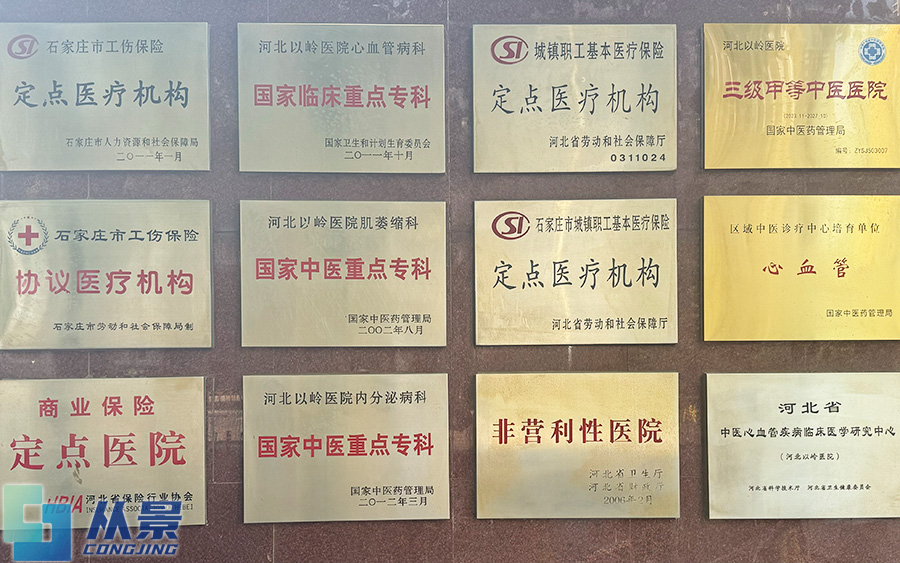 石家庄市工伤保险
定点医疗机构
石家庄市人力资源和社会保障局
二〇一一年一月
河北以岭医院心血管病科
国家临床重点专科
国家卫生和计划生育委员会
二〇一一年十月
SI 城镇职工基本医疗保险
定点医疗机构
河北省劳动和社会保障厅
0311024
河北以岭医院
三级甲等中医医院
国家中医药管理局
编号: ZYSJ503007
石家庄市工伤保险
协议医疗机构
石家庄市劳动和社会保障局制
河北以岭医院肌萎缩科
国家中医重点专科
国家中医药管理局
二〇〇二年八月
SI 石家庄市城镇职工基本医疗保险
定点医疗机构
河北省劳动和社会保障厅
区域中医诊疗中心培育单位
心血管
国家中医药管理局
商业保险
定点医院
HBIA 河北省保险行业协会
河北以岭医院内分泌病科
国家中医重点专科
国家中医药管理局
二〇一二年三月
非营利性医院
河北省卫生厅
河北省财政厅
2006年2月
河北省
中医心血管疾病临床医学研究中心
(河北以岭医院)
河北省科学技术厅 河北省卫生健康委员会
从景
CONGJING